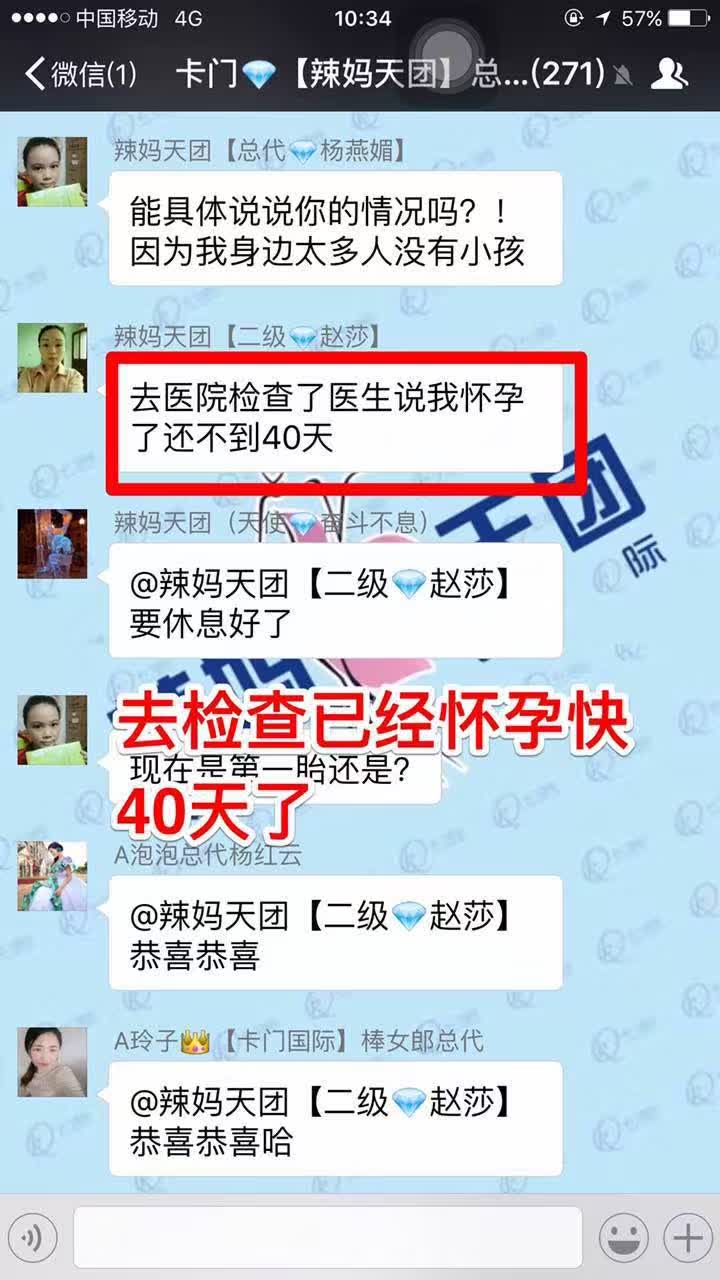 中国移动 4G 10:34 57%
微信(1) 卡门💎【辣妈天团】总...(271)
辣妈天团【总代💎杨燕媚】
能具体说说你的情况吗？！
因为我身边太多人没有小孩
辣妈天团【二级💎赵莎】
去医院检查了医生说我怀孕
了还不到40天
辣妈天团（天使💎奋斗不息）
@辣妈天团【二级💎赵莎】
要休息好了
去检查已经怀孕快
现在是第一胎还是？
40天了
A泡泡总代杨红云
@辣妈天团【二级💎赵莎】
恭喜恭喜
A玲子👑【卡门国际】棒女郎总代
@辣妈天团【二级💎赵莎】
恭喜恭喜哈